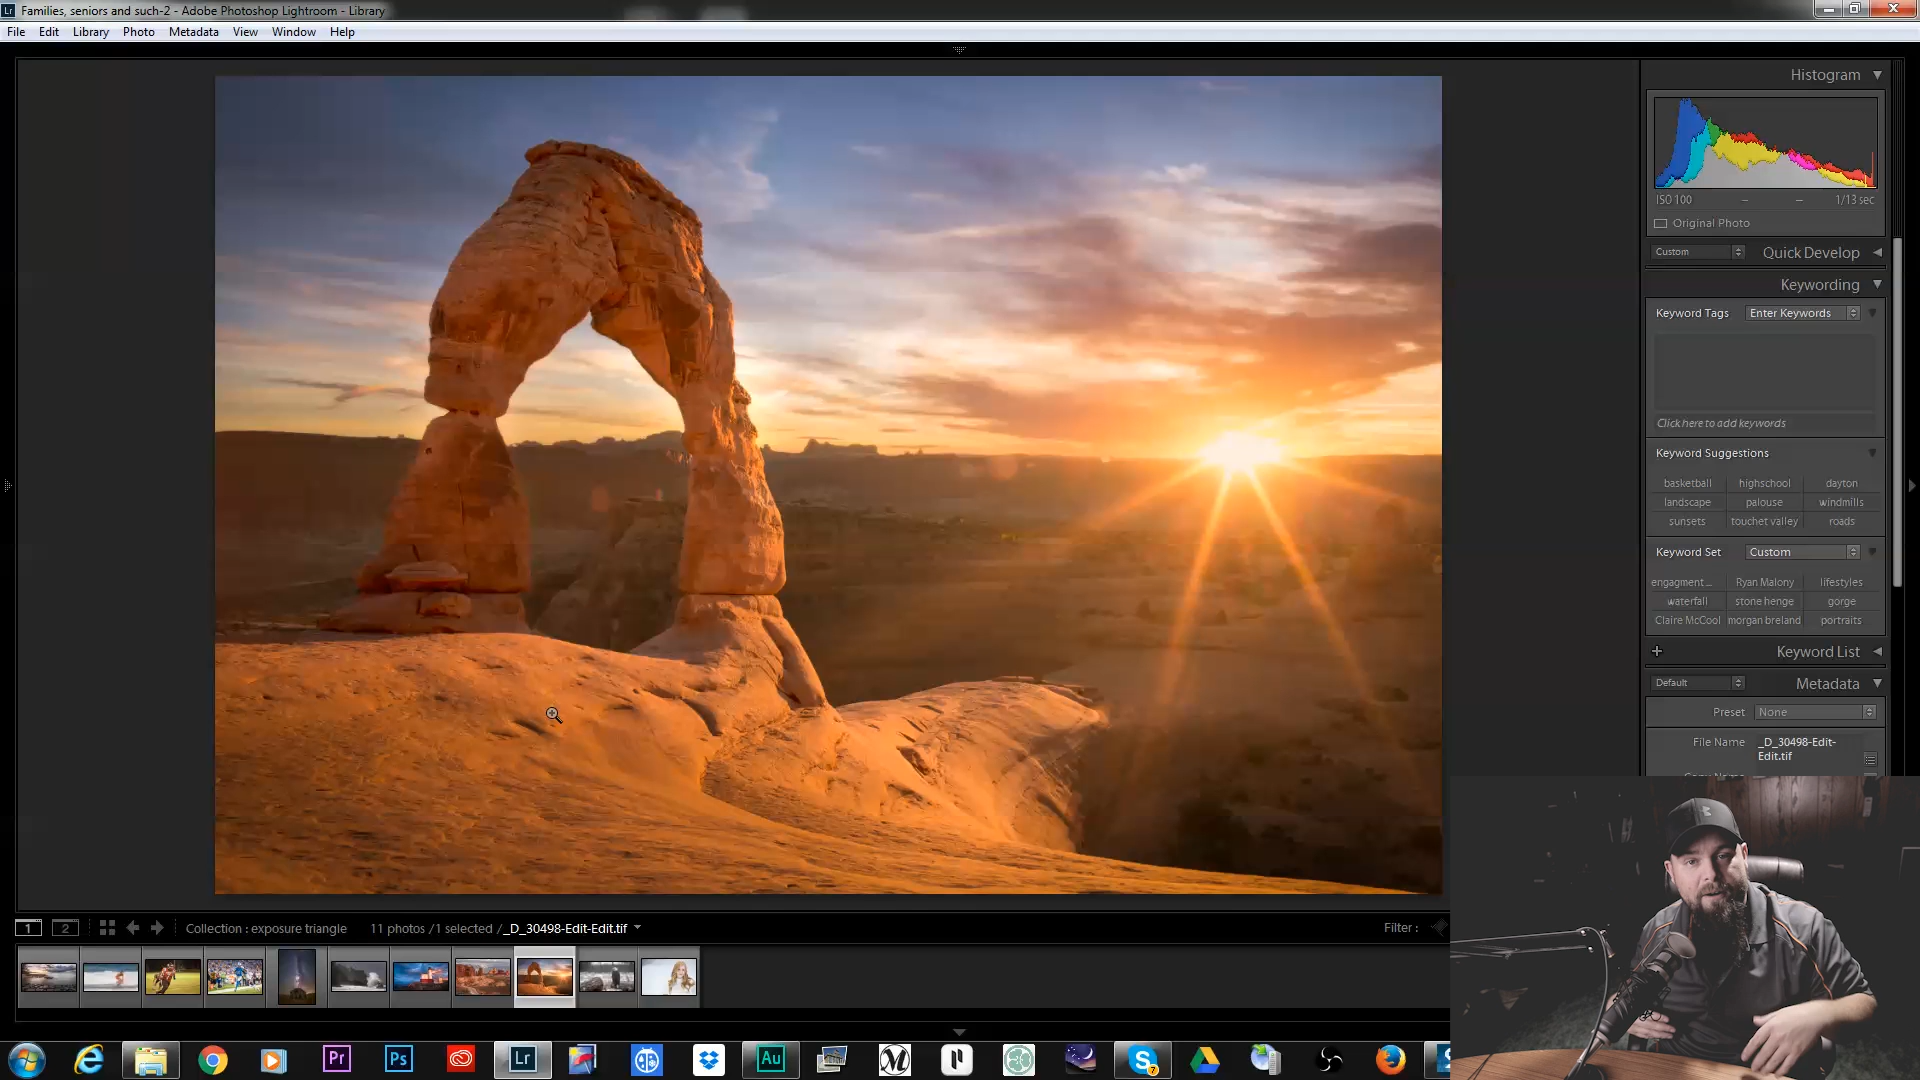 Lr Families, seniors and such-2 - Adobe Photoshop Lightroom - Library
File Edit Library Photo Metadata View Window Help
Histogram
ISO 100 – – 1/13 sec
Original Photo
Custom Quick Develop
Keywording
Keyword Tags Enter Keywords
Click here to add keywords
Keyword Suggestions
basketball highschool dayton
landscape palouse windmills
sunsets touchet valley roads
Keyword Set Custom
engagment ... Ryan Malony lifestyles
waterfall stone henge gorge
Claire McCool morgan breland portraits
+ Keyword List
Default Metadata
Preset None
File Name _D_30498-Edit-
Edit.tif
1 2 Collection : exposure triangle 11 photos /1 selected /_D_30498-Edit-Edit.tif Filter :
Pr Ps Lr Au S 7